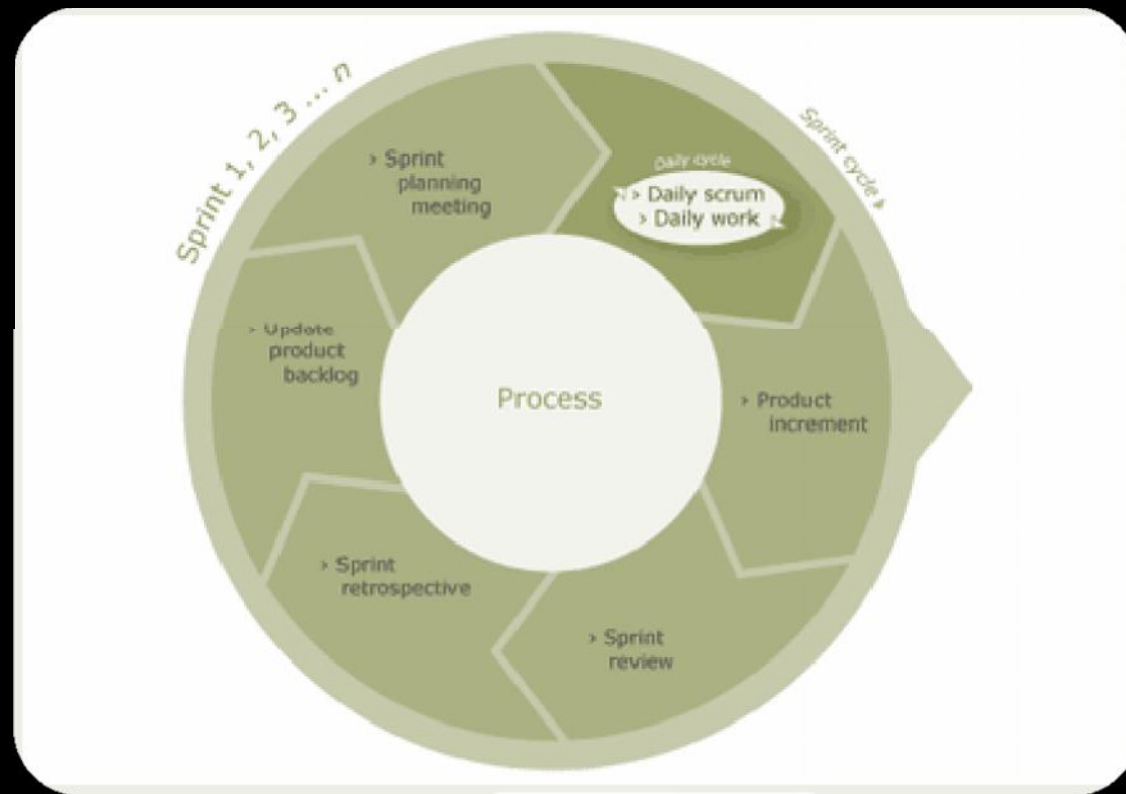 Sprint 1, 2, 3 ... n
Sprint cycle
› Sprint
planning
meeting
Daily cycle
› Daily scrum
› Daily work
› Update
product
backlog
Process
› Product
increment
› Sprint
retrospective
› Sprint
review